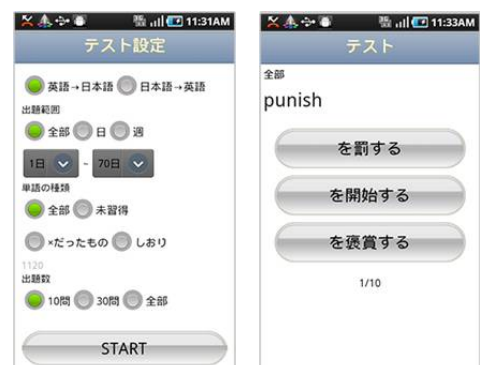 11:31AM
テスト設定
英語→日本語 日本語→英語
出題範囲
全部 日 週
1日 ~ 70日
単語の種類
全部 未習得
×だったもの しおり
1120
出題数
10問 30問 全部
START
11:33AM
テスト
全部
punish
を罰する
を開始する
を褒賞する
1/10